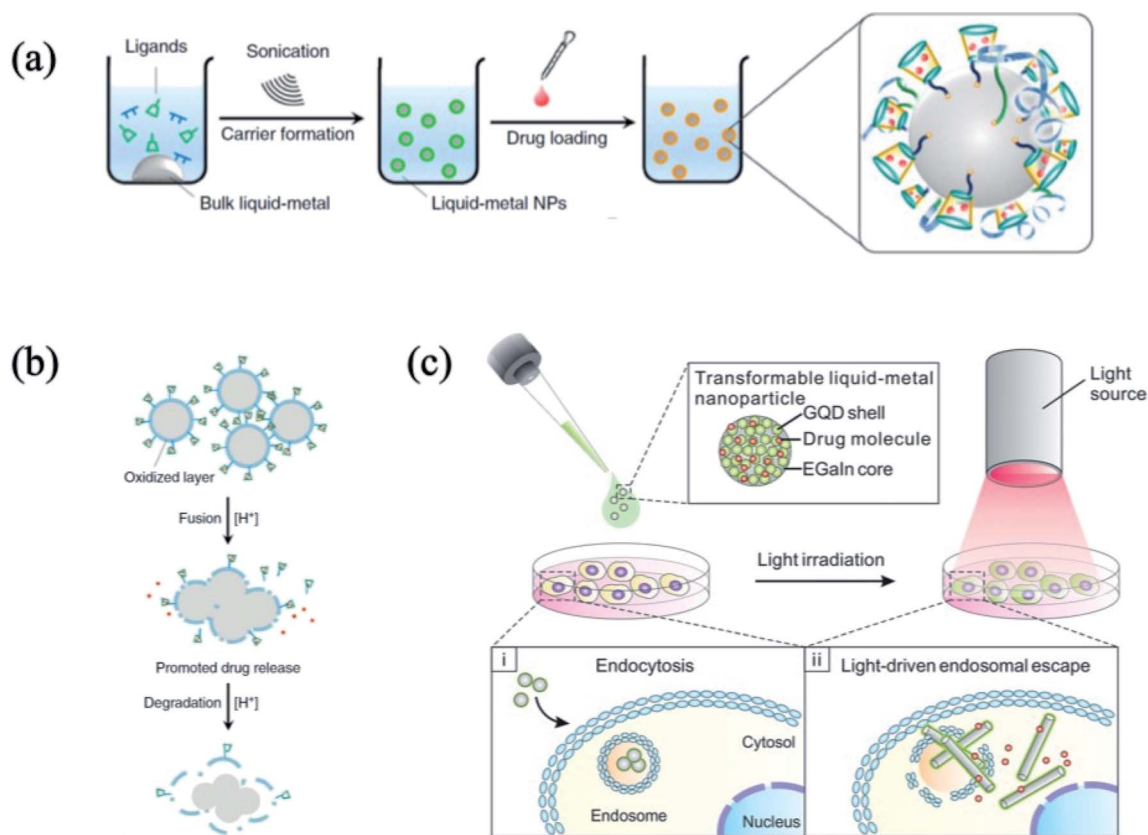 (a)
Ligands
Sonication
Carrier formation
Drug loading
Bulk liquid-metal
Liquid-metal NPs
(b)
Oxidized layer
Fusion
[H⁺]
Promoted drug release
Degradation
[H⁺]
(c)
Transformable liquid-metal
nanoparticle
GQD shell
Drug molecule
EGaIn core
Light
source
Light irradiation
i
Endocytosis
Cytosol
Endosome
Nucleus
ii
Light-driven endosomal escape